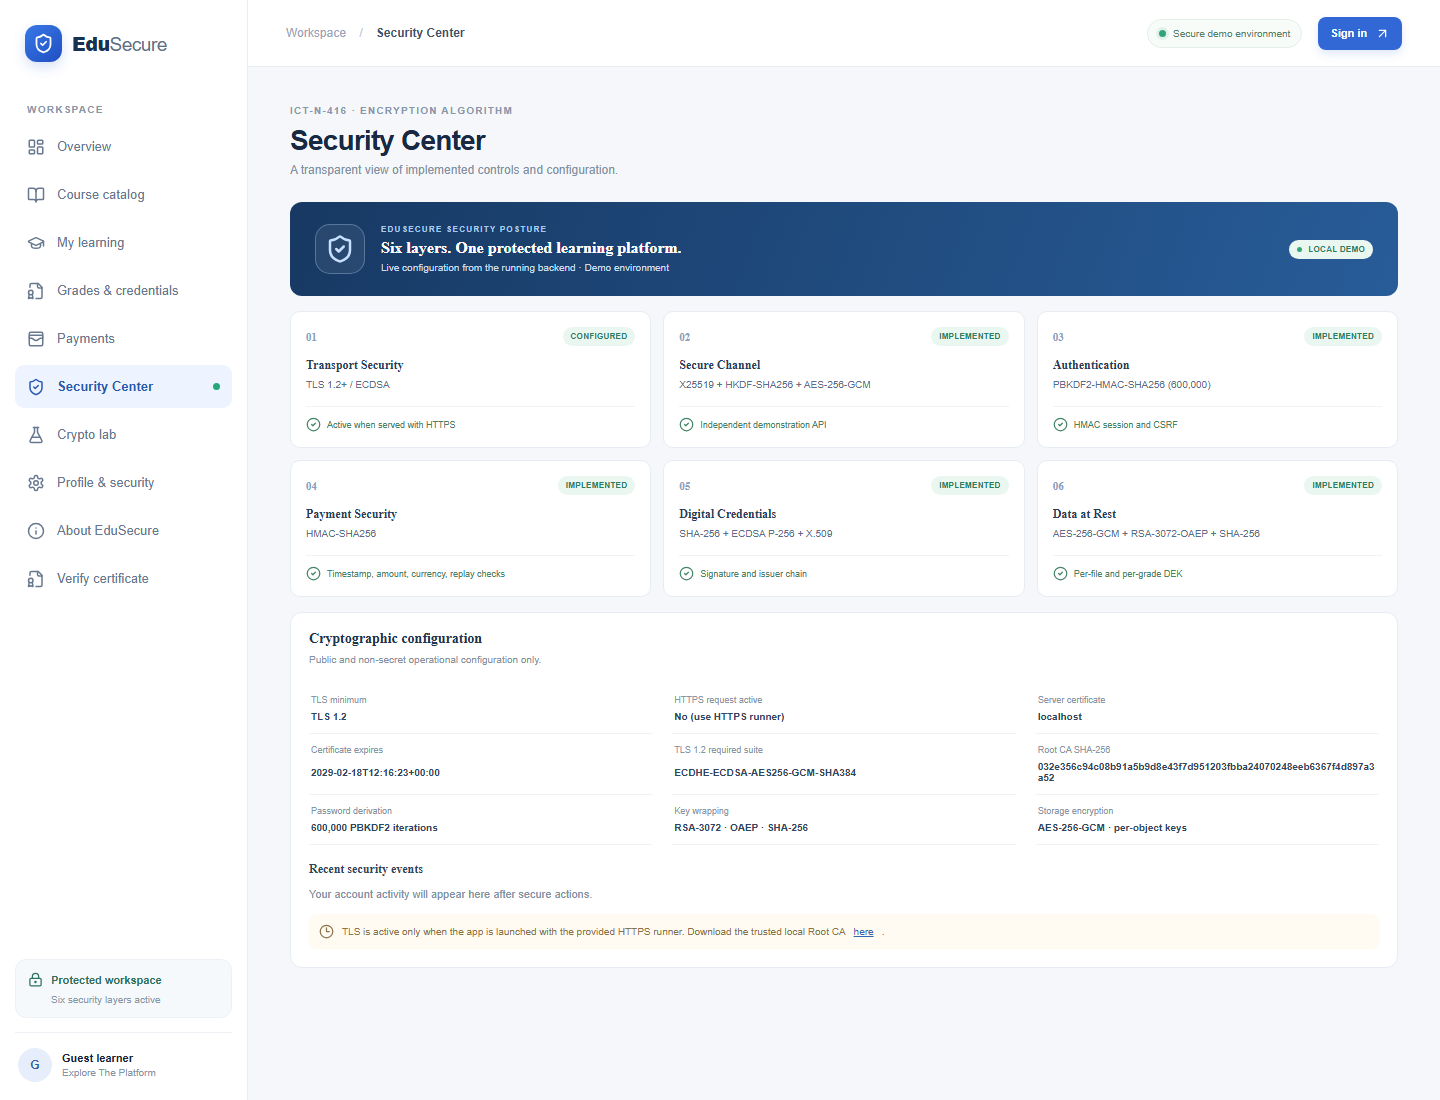 EduSecure
WORKSPACE
Overview
Course catalog
My learning
Grades & credentials
Payments
Security Center
Crypto lab
Profile & security
About EduSecure
Verify certificate
Protected workspace
Six security layers active
G
Guest learner
Explore The Platform
Workspace / Security Center
Secure demo environment
Sign in
ICT-N-416 · ENCRYPTION ALGORITHM
Security Center
A transparent view of implemented controls and configuration.
EDUSECURE SECURITY POSTURE
Six layers. One protected learning platform.
Live configuration from the running backend · Demo environment
LOCAL DEMO
01
CONFIGURED
Transport Security
TLS 1.2+ / ECDSA
Active when served with HTTPS
02
IMPLEMENTED
Secure Channel
X25519 + HKDF-SHA256 + AES-256-GCM
Independent demonstration API
03
IMPLEMENTED
Authentication
PBKDF2-HMAC-SHA256 (600,000)
HMAC session and CSRF
04
IMPLEMENTED
Payment Security
HMAC-SHA256
Timestamp, amount, currency, replay checks
05
IMPLEMENTED
Digital Credentials
SHA-256 + ECDSA P-256 + X.509
Signature and issuer chain
06
IMPLEMENTED
Data at Rest
AES-256-GCM + RSA-3072-OAEP + SHA-256
Per-file and per-grade DEK
Cryptographic configuration
Public and non-secret operational configuration only.
TLS minimum
TLS 1.2
HTTPS request active
No (use HTTPS runner)
Server certificate
localhost
Certificate expires
2029-02-18T12:16:23+00:00
TLS 1.2 required suite
ECDHE-ECDSA-AES256-GCM-SHA384
Root CA SHA-256
032e356c94c08b91a5b9d8e43f7d951203fbba24070248eeb6367f4d897a3
a52
Password derivation
600,000 PBKDF2 iterations
Key wrapping
RSA-3072 · OAEP · SHA-256
Storage encryption
AES-256-GCM · per-object keys
Recent security events
Your account activity will appear here after secure actions.
TLS is active only when the app is launched with the provided HTTPS runner. Download the trusted local Root CA here .